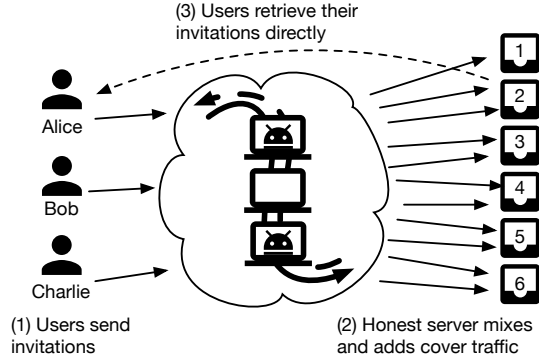 (3) Users retrieve their
invitations directly
1
2
3
4
5
6
Alice
Bob
Charlie
(1) Users send
invitations
(2) Honest server mixes
and adds cover traffic